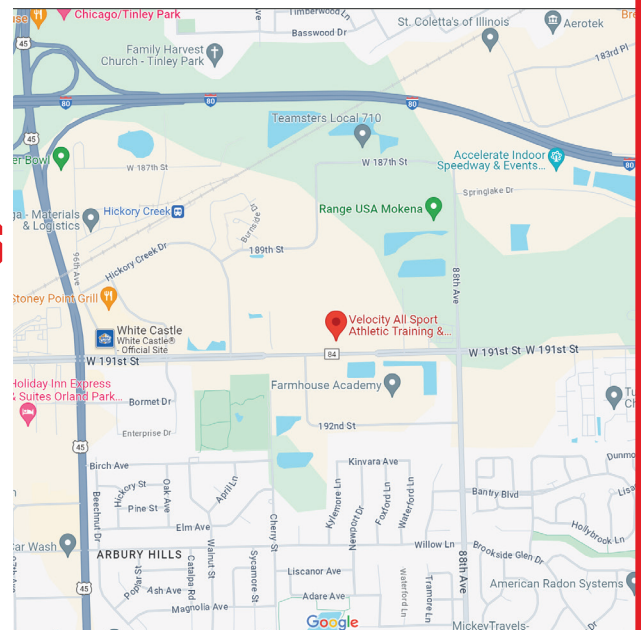 Chicago/Tinley Park
Timberwood Ln
Basswood Dr
St. Coletta's of Illinois
Aerotek
Bre
45
Family Harvest
Church - Tinley Park
183rd Pl
80
80
80
Teamsters Local 710
45
er Bowl
W 187th St
W 187th St
Accelerate Indoor
Speedway & Events...
80
Springlake Dr
ga - Materials
& Logistics
Hickory Creek
Burnside Dr
Range USA Mokena
96th Ave
Hickory Creek Dr
189th St
88th Ave
Stoney Point Grill
White Castle
White Castle®
- Official Site
Velocity All Sport
Athletic Training &...
W 191st St
84
W 191st St W 191st St
Holiday Inn Express
& Suites Orland Park...
Farmhouse Academy
Bormet Dr
192nd St
Enterprise Dr
45
Birch Ave
Kinvara Ave
Beechnut Dr
Hickory St
Oak Ave
April Ln
Pine St
Kylemore Ln
Newport Dr
Foxford Ln
Waterford Ln
Bantry Blvd
Elm Ave
Cherry St
Hollybrook Ln
ar Wash
ARBURY HILLS
Walnut St
Catalpa Rd
Sycamore St
Willow Ln
88th Ave
Brookside Glen Dr
Poplar St
Liscanor Ave
Waterford Ln
Tramore Ln
American Radon Systems
45
Ash Ave
Adare Ave
Magnolia Ave
Google
MickeyTravels-